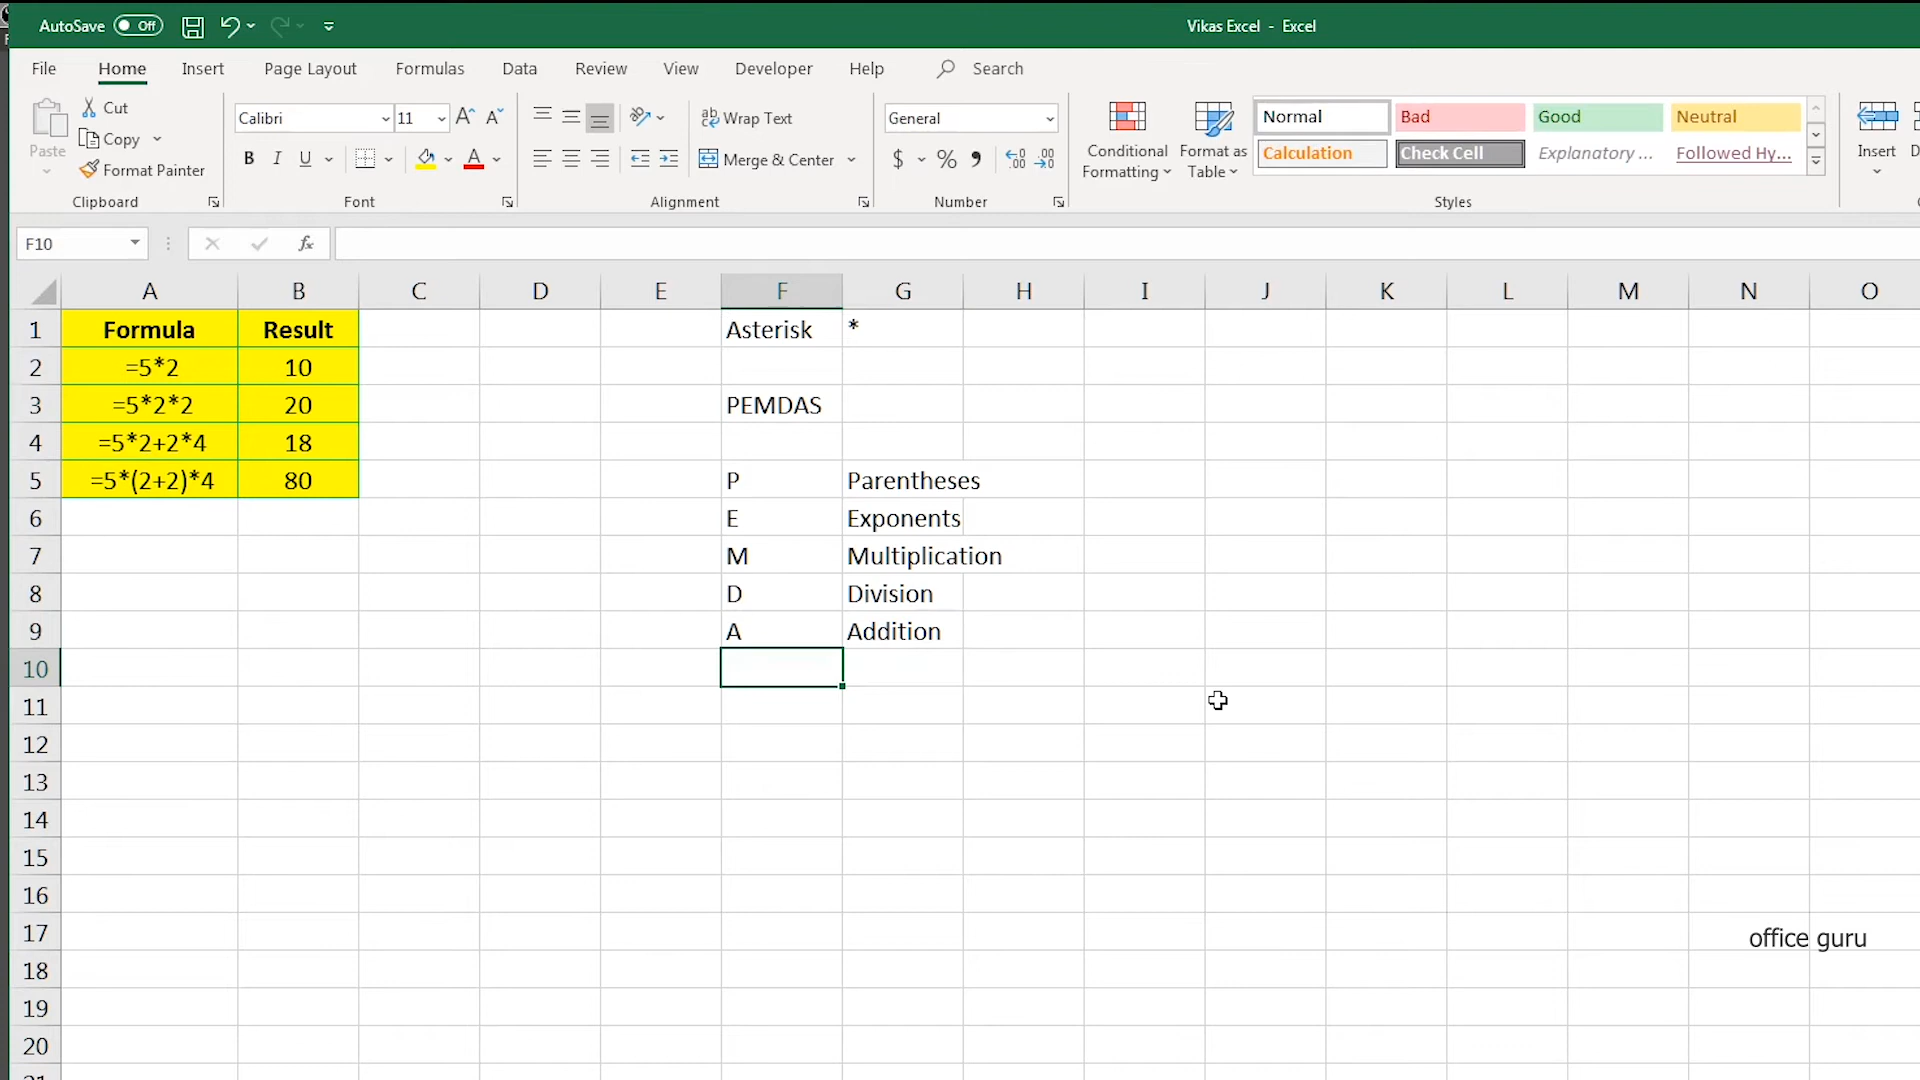 AutoSave Off
Vikas Excel - Excel
File Home Insert Page Layout Formulas Data Review View Developer Help Search
Paste
Cut
Copy
Format Painter
Clipboard
Calibri 11
B I U A
Font
Wrap Text
Merge & Center
Alignment
General
$ % ,
Number
Conditional Formatting
Format as Table
Normal Bad Good Neutral
Calculation Check Cell Explanatory ... Followed Hy...
Styles
Insert
F10 fx
A B C D E F G H I J K L M N O
1 Formula Result Asterisk *
2 =5*2 10
3 =5*2*2 20 PEMDAS
4 =5*2+2*4 18
5 =5*(2+2)*4 80 P Parentheses
6 E Exponents
7 M Multiplication
8 D Division
9 A Addition
10
11
12
13
14
15
16
17 office guru
18
19
20